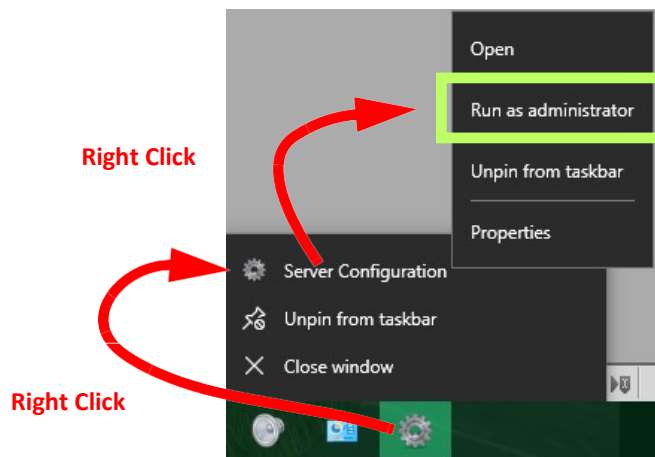 Open
Run as administrator
Right Click
Unpin from taskbar
Properties
Server Configuration
Unpin from taskbar
Close window
Right Click